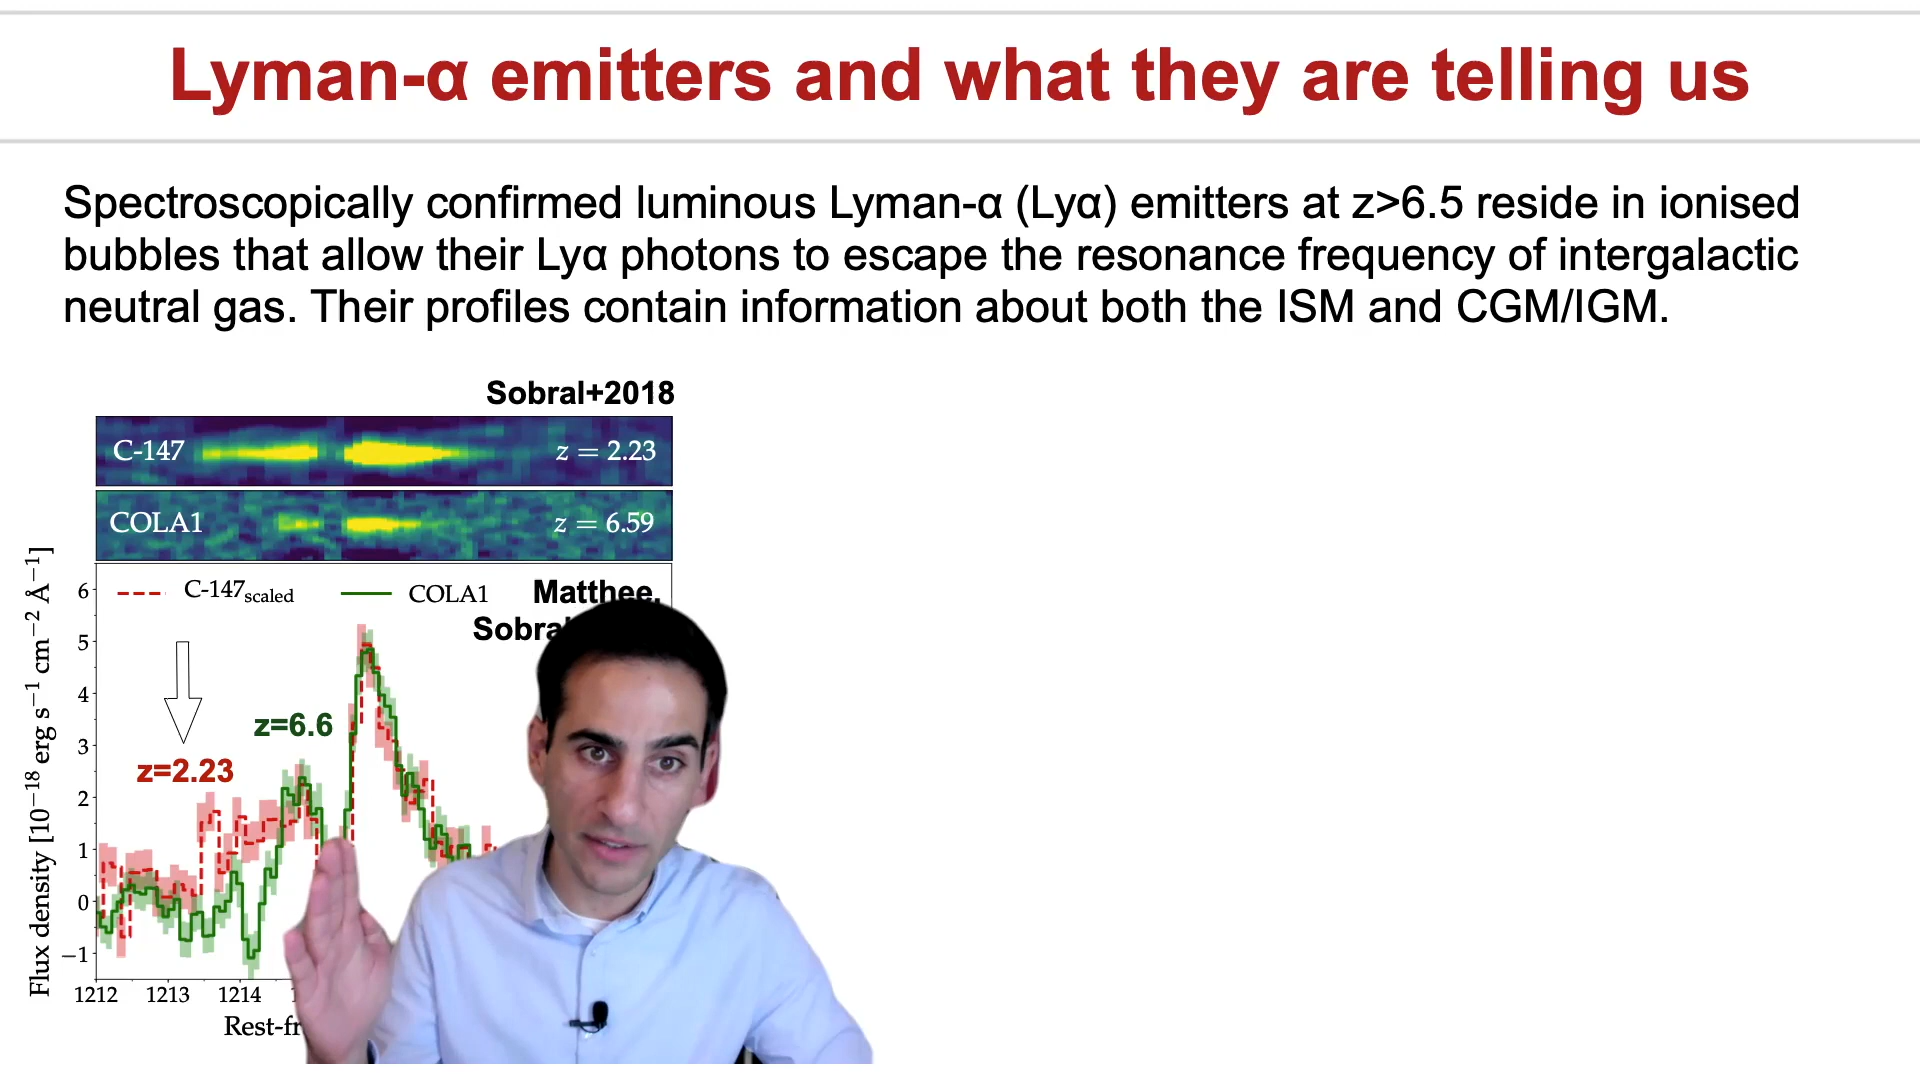 Lyman-α emitters and what they are telling us
Spectroscopically confirmed luminous Lyman-α (Lyα) emitters at z>6.5 reside in ionised
bubbles that allow their Lyα photons to escape the resonance frequency of intergalactic
neutral gas. Their profiles contain information about both the ISM and CGM/IGM.
Sobral+2018
C-147 z = 2.23
COLA1 z = 6.59
C-147scaled COLA1 Matthee,
z=6.6
z=2.23
Flux density [10−18 erg s−1 cm−2 Å−1]
6
5
4
3
2
1
0
−1
1212 1213 1214